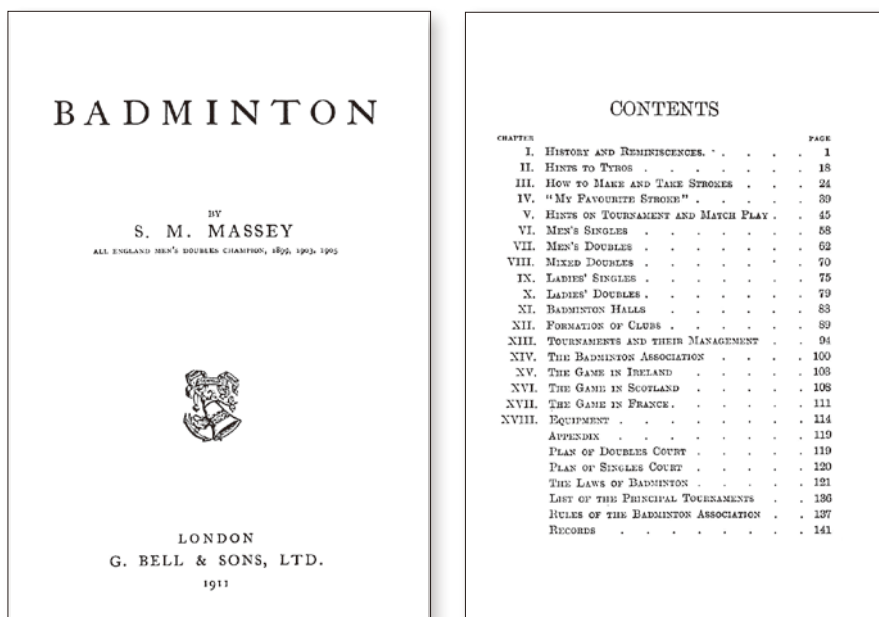 BADMINTON
BY
S. M. MASSEY
ALL ENGLAND MEN'S DOUBLES CHAMPION, 1899, 1903, 1905
LONDON
G. BELL & SONS, LTD.
1911
CONTENTS
CHAPTER PAGE
I. HISTORY AND REMINISCENCES. . . . . . 1
II. HINTS TO TYROS . . . . . . . 18
III. HOW TO MAKE AND TAKE STROKES . . . . 24
IV. "MY FAVOURITE STROKE" . . . . . . 39
V. HINTS ON TOURNAMENT AND MATCH PLAY . . . 45
VI. MEN'S SINGLES . . . . . . . 58
VII. MEN'S DOUBLES . . . . . . . 62
VIII. MIXED DOUBLES . . . . . . . 70
IX. LADIES' SINGLES . . . . . . . 75
X. LADIES' DOUBLES . . . . . . . 79
XI. BADMINTON HALLS . . . . . . 83
XII. FORMATION OF CLUBS . . . . . . 89
XIII. TOURNAMENTS AND THEIR MANAGEMENT . . . 94
XIV. THE BADMINTON ASSOCIATION . . . . . 100
XV. THE GAME IN IRELAND . . . . . 103
XVI. THE GAME IN SCOTLAND . . . . . 108
XVII. THE GAME IN FRANCE . . . . . . 111
XVIII. EQUIPMENT . . . . . . . . 114
APPENDIX . . . . . . . . 119
PLAN OF DOUBLES COURT . . . . . . 119
PLAN OF SINGLES COURT . . . . . . 120
THE LAWS OF BADMINTON . . . . . . 121
LIST OF THE PRINCIPAL TOURNAMENTS . . . 136
RULES OF THE BADMINTON ASSOCIATION . . 137
RECORDS . . . . . . . . 141